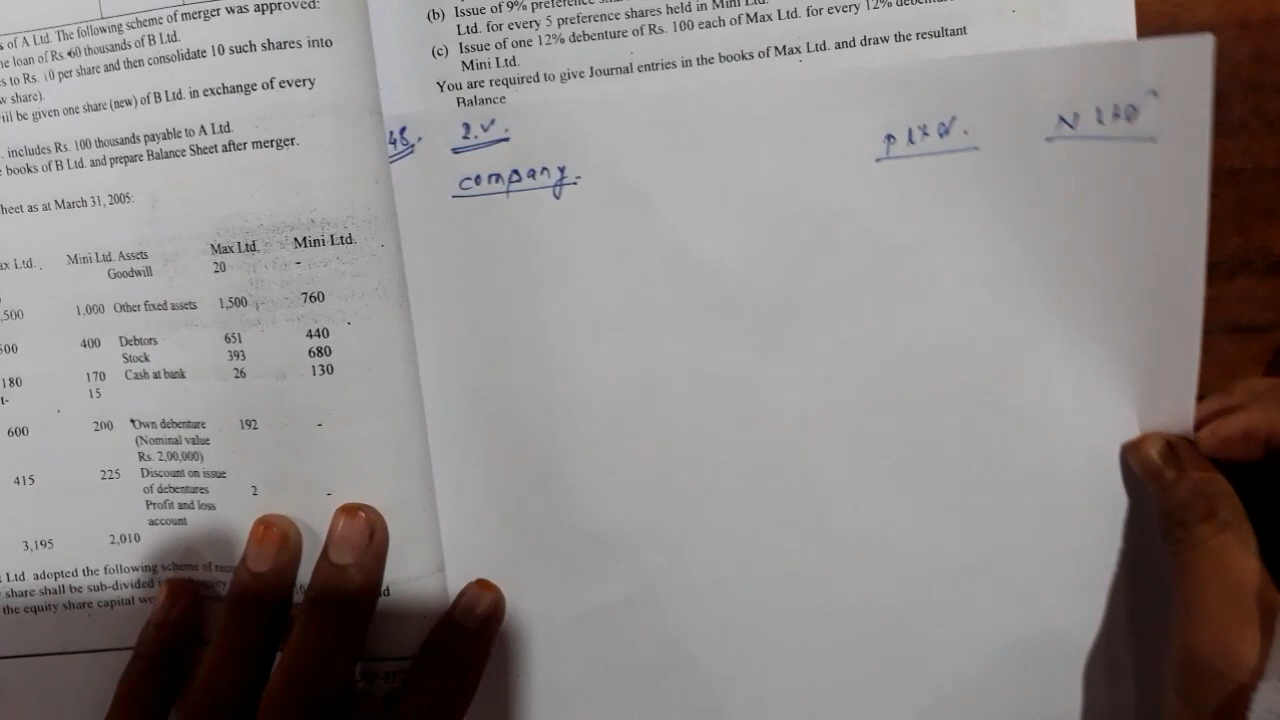 s of A Ltd. The following scheme of merger was approved:
ne loan of Rs. 60 thousands of B Ltd.
s to Rs. 10 per share and then consolidate 10 such shares into
w share).
ill be given one share (new) of B Ltd. in exchange of every
includes Rs. 100 thousands payable to A Ltd.
books of B Ltd. and prepare Balance Sheet after merger.
heet as at March 31, 2005:
ax Ltd. Mini Ltd. Assets Max Ltd. Mini Ltd.
Goodwill 20 -
,500 1,000 Other fixed assets 1,500 760
500 400 Debtors 651 440
Stock 393 680
180 170 Cash at bank 26 130
t- 15
600 200 Own debenture 192 -
(Nominal value
Rs. 2,00,000)
415 225 Discount on issue
of debentures 2 -
Profit and loss
account
3,195 2,010
Ltd. adopted the following scheme of
share shall be sub-divided
the equity share capital
(b) Issue of 9% preference
Ltd. for every 5 preference shares held in Mini Ltd.
(c) Issue of one 12% debenture of Rs. 100 each of Max Ltd. for every 12%
Mini Ltd.
You are required to give Journal entries in the books of Max Ltd. and draw the resultant
Balance
48.
company.